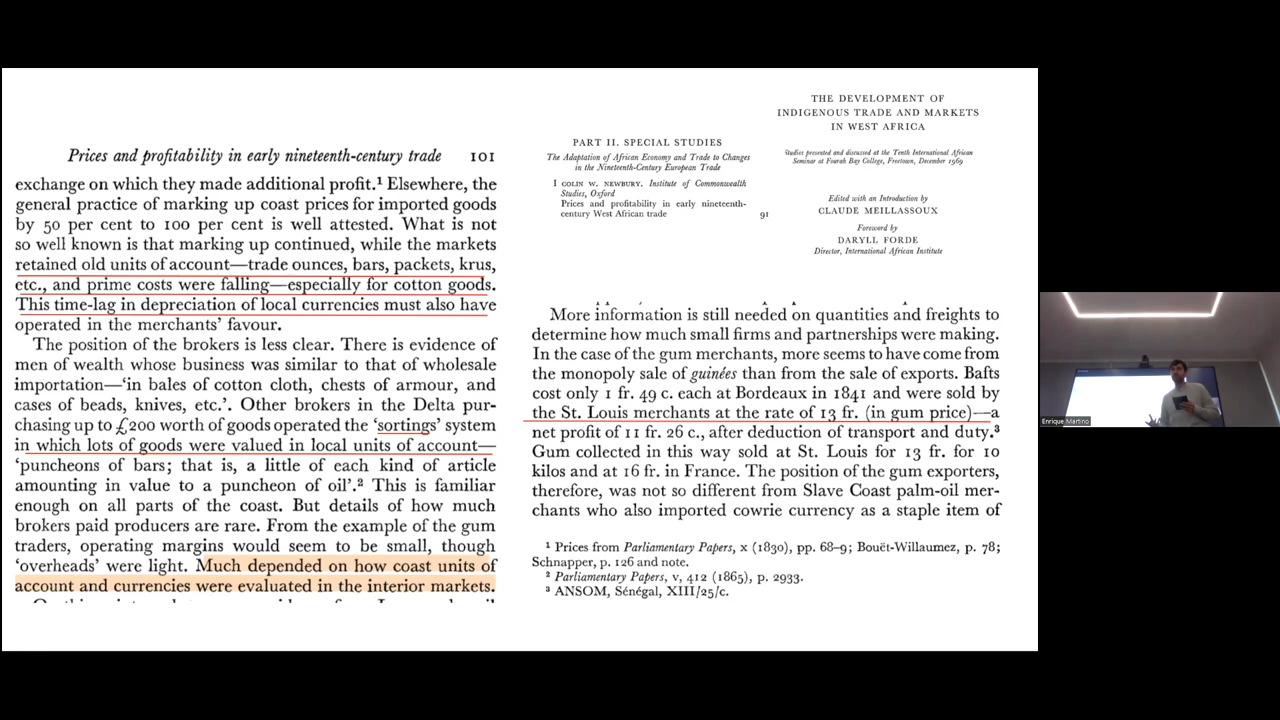 Prices and profitability in early nineteenth-century trade 101
exchange on which they made additional profit.¹ Elsewhere, the
general practice of marking up coast prices for imported goods
by 50 per cent to 100 per cent is well attested. What is not
so well known is that marking up continued, while the markets
retained old units of account—trade ounces, bars, packets, krus,
etc., and prime costs were falling—especially for cotton goods.
This time-lag in depreciation of local currencies must also have
operated in the merchants' favour.
The position of the brokers is less clear. There is evidence of
men of wealth whose business was similar to that of wholesale
importation—'in bales of cotton cloth, chests of armour, and
cases of beads, knives, etc.'. Other brokers in the Delta pur-
chasing up to £200 worth of goods operated the 'sortings' system
in which lots of goods were valued in local units of account—
'puncheons of bars; that is, a little of each kind of article
amounting in value to a puncheon of oil'.² This is familiar
enough on all parts of the coast. But details of how much
brokers paid producers are rare. From the example of the gum
traders, operating margins would seem to be small, though
'overheads' were light. Much depended on how coast units of
account and currencies were evaluated in the interior markets.
PART II. SPECIAL STUDIES
The Adaptation of African Economy and Trade to Changes
in the Nineteenth-Century European Trade
I COLIN W. NEWBURY. Institute of Commonwealth
Studies, Oxford
Prices and profitability in early nineteenth-
century West African trade 91
THE DEVELOPMENT OF
INDIGENOUS TRADE AND MARKETS
IN WEST AFRICA
Studies presented and discussed at the Tenth International African
Seminar at Fourah Bay College, Freetown, December 1969
Edited with an Introduction by
CLAUDE MEILLASSOUX
Foreword by
DARYLL FORDE
Director, International African Institute
More information is still needed on quantities and freights to
determine how much small firms and partnerships were making.
In the case of the gum merchants, more seems to have come from
the monopoly sale of guinées than from the sale of exports. Bafts
cost only 1 fr. 49 c. each at Bordeaux in 1841 and were sold by
the St. Louis merchants at the rate of 13 fr. (in gum price)—a
net profit of 11 fr. 26 c., after deduction of transport and duty.³
Gum collected in this way sold at St. Louis for 13 fr. for 10
kilos and at 16 fr. in France. The position of the gum exporters,
therefore, was not so different from Slave Coast palm-oil mer-
chants who also imported cowrie currency as a staple item of
¹ Prices from Parliamentary Papers, x (1830), pp. 68–9; Bouët-Willaumez, p. 78;
Schnapper, p. 126 and note.
² Parliamentary Papers, v, 412 (1865), p. 2933.
³ ANSOM, Sénégal, XIII/25/c.
Enrique Martino